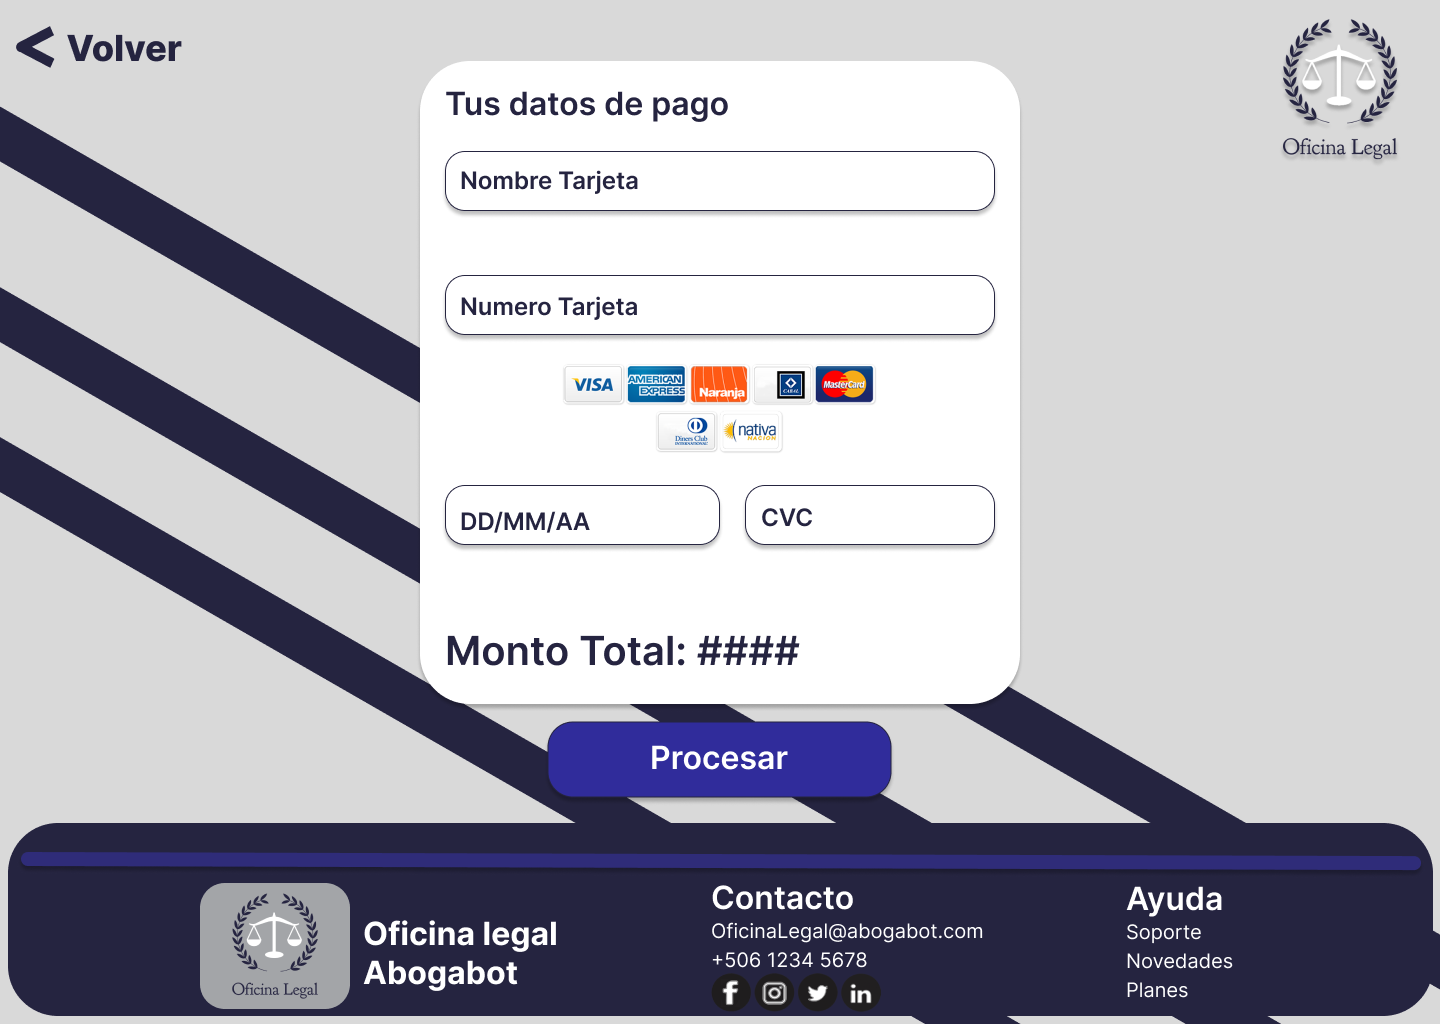 Volver
Oficina Legal
Tus datos de pago
Nombre Tarjeta
Numero Tarjeta
VISA
AMERICAN EXPRESS
Naranja
CABAL
MasterCard
Diners Club
INTERNATIONAL
nativa
NACION
DD/MM/AA
CVC
Monto Total: ####
Procesar
Oficina Legal
Oficina legal
Abogabot
Contacto
OficinaLegal@abogabot.com
+506 1234 5678
Ayuda
Soporte
Novedades
Planes